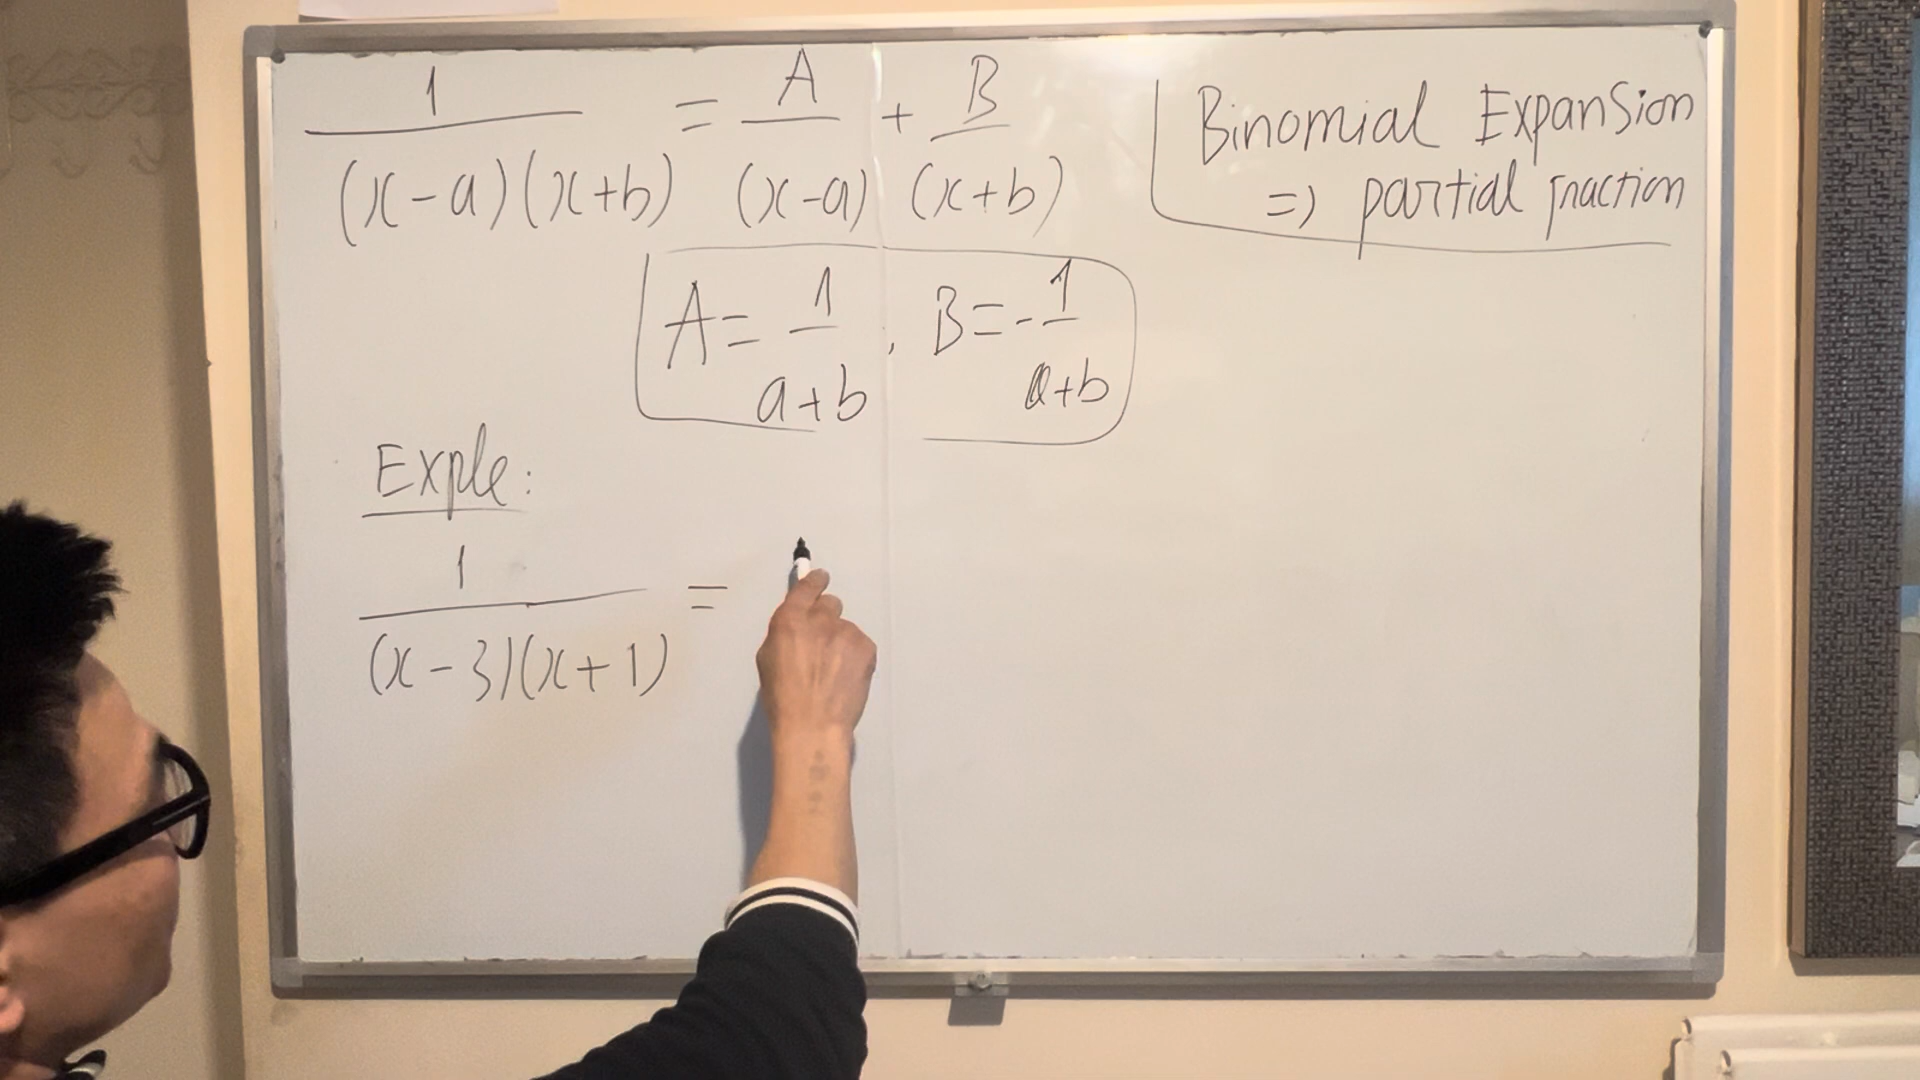 1/((x-a)(x+b)) = A/(x-a) + B/(x+b)
Binomial Expansion
=> partial fraction
A = 1/(a+b), B = -1/(a+b)
Exple:
1/((x-3)(x+1)) =